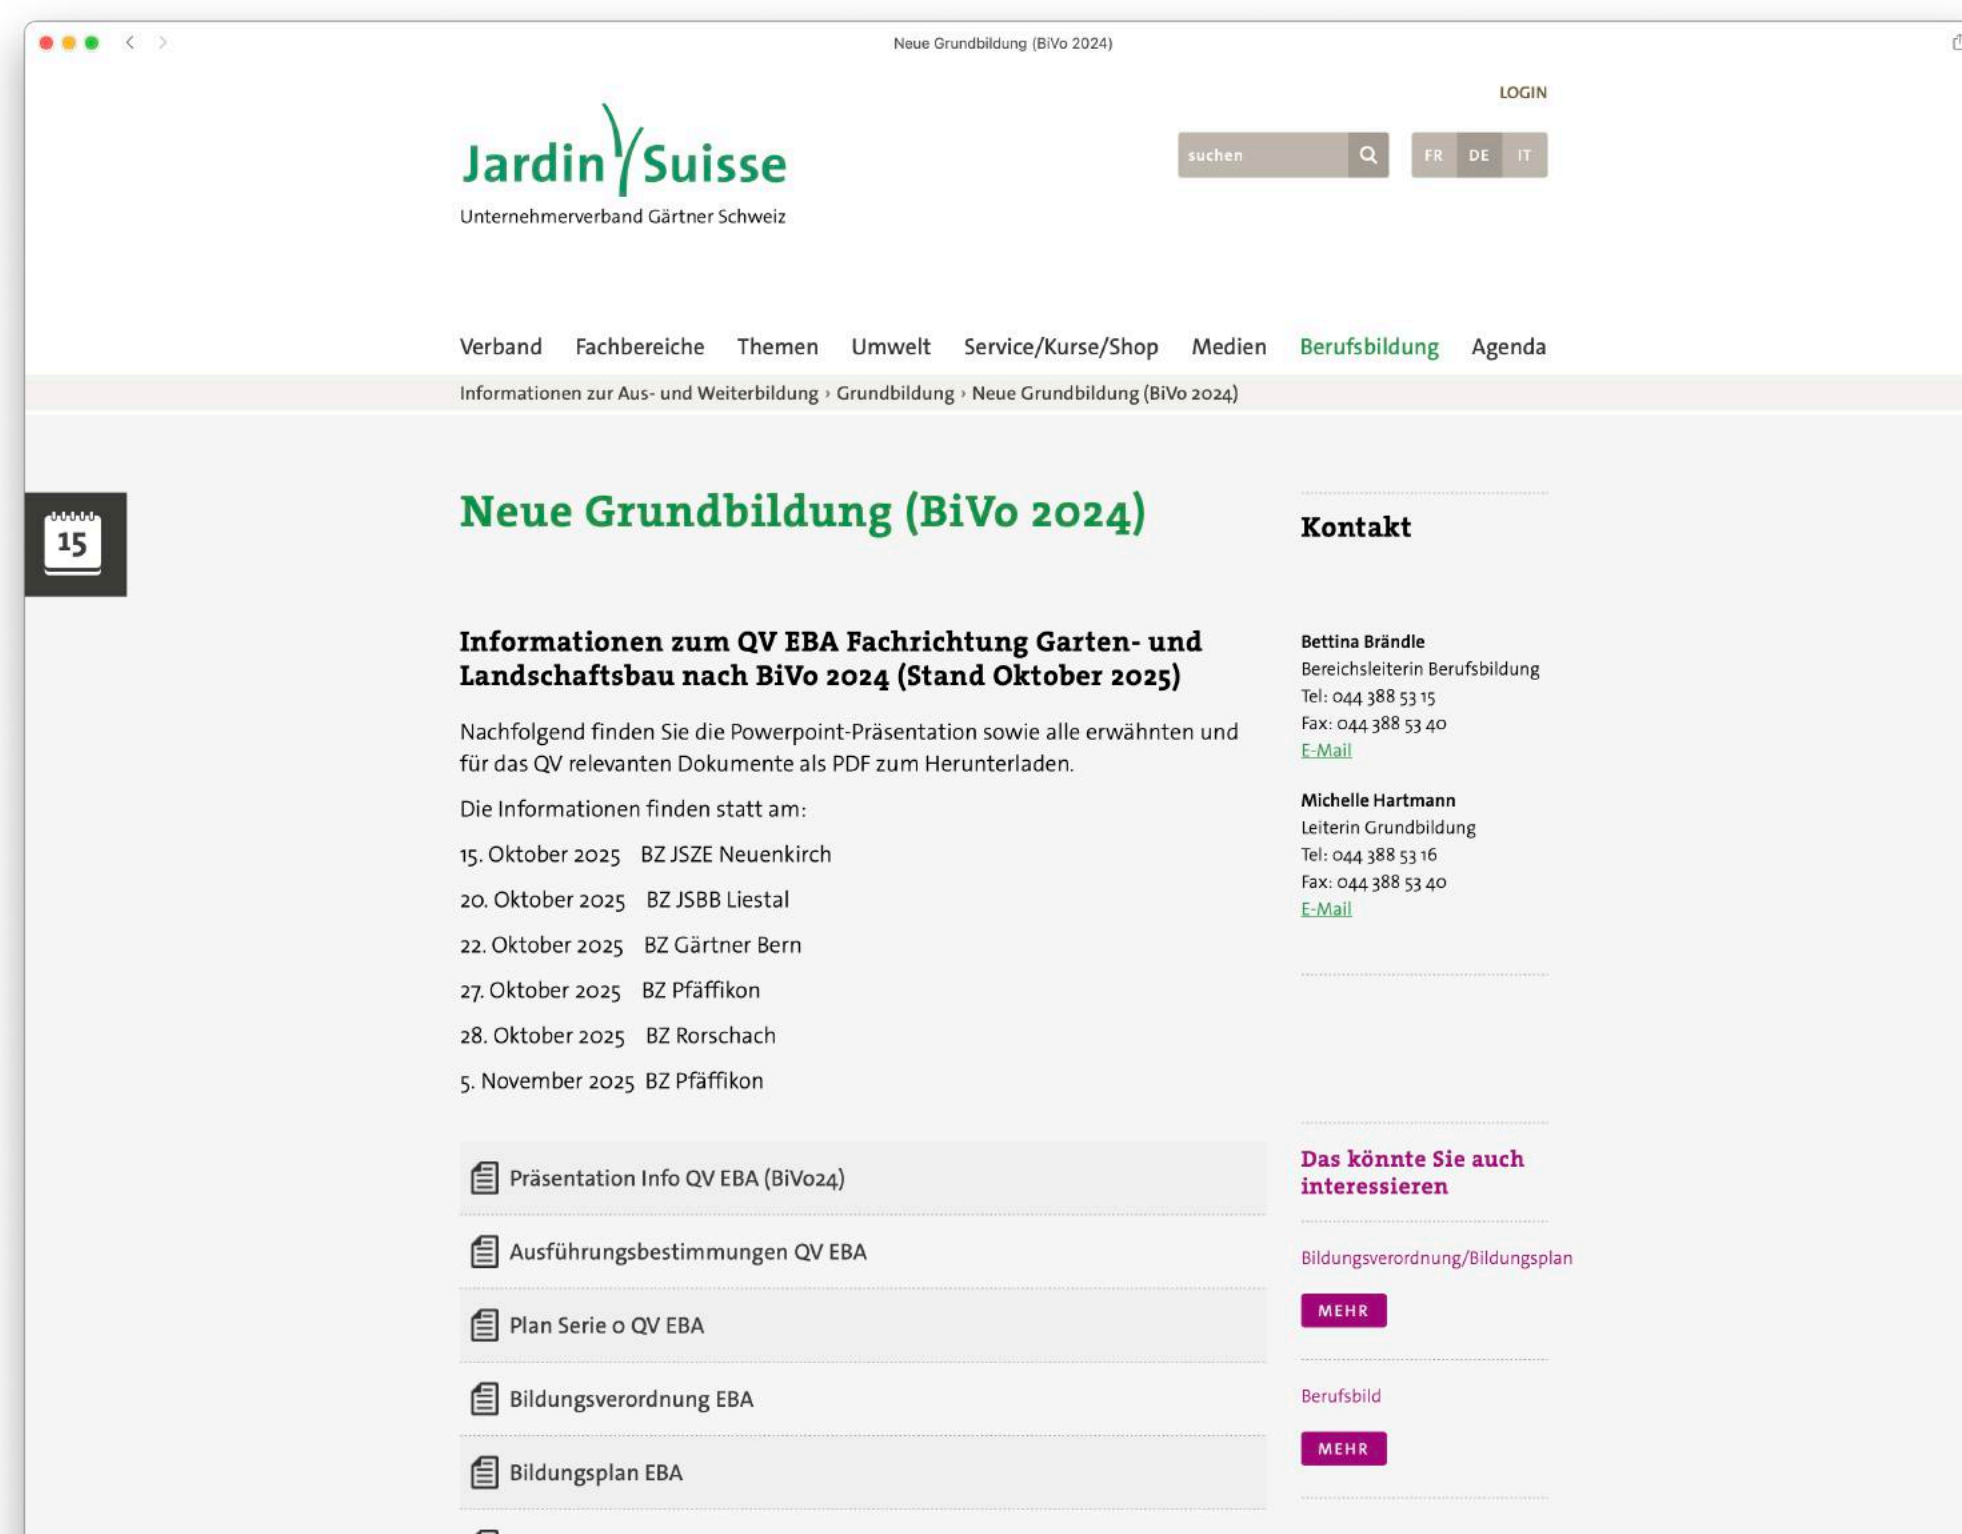 Neue Grundbildung (BiVo 2024)
LOGIN
JardinSuisse
Unternehmerverband Gärtner Schweiz
suchen
FR DE IT
Verband Fachbereiche Themen Umwelt Service/Kurse/Shop Medien Berufsbildung Agenda
Informationen zur Aus- und Weiterbildung › Grundbildung › Neue Grundbildung (BiVo 2024)
15
Neue Grundbildung (BiVo 2024)
Informationen zum QV EBA Fachrichtung Garten- und
Landschaftsbau nach BiVo 2024 (Stand Oktober 2025)
Nachfolgend finden Sie die Powerpoint-Präsentation sowie alle erwähnten und
für das QV relevanten Dokumente als PDF zum Herunterladen.
Die Informationen finden statt am:
15. Oktober 2025 BZ JSZE Neuenkirch
20. Oktober 2025 BZ JSBB Liestal
22. Oktober 2025 BZ Gärtner Bern
27. Oktober 2025 BZ Pfäffikon
28. Oktober 2025 BZ Rorschach
5. November 2025 BZ Pfäffikon
Präsentation Info QV EBA (BiVo24)
Ausführungsbestimmungen QV EBA
Plan Serie 0 QV EBA
Bildungsverordnung EBA
Bildungsplan EBA
Kontakt
Bettina Brändle
Bereichsleiterin Berufsbildung
Tel: 044 388 53 15
Fax: 044 388 53 40
E-Mail
Michelle Hartmann
Leiterin Grundbildung
Tel: 044 388 53 16
Fax: 044 388 53 40
E-Mail
Das könnte Sie auch
interessieren
Bildungsverordnung/Bildungsplan
MEHR
Berufsbild
MEHR